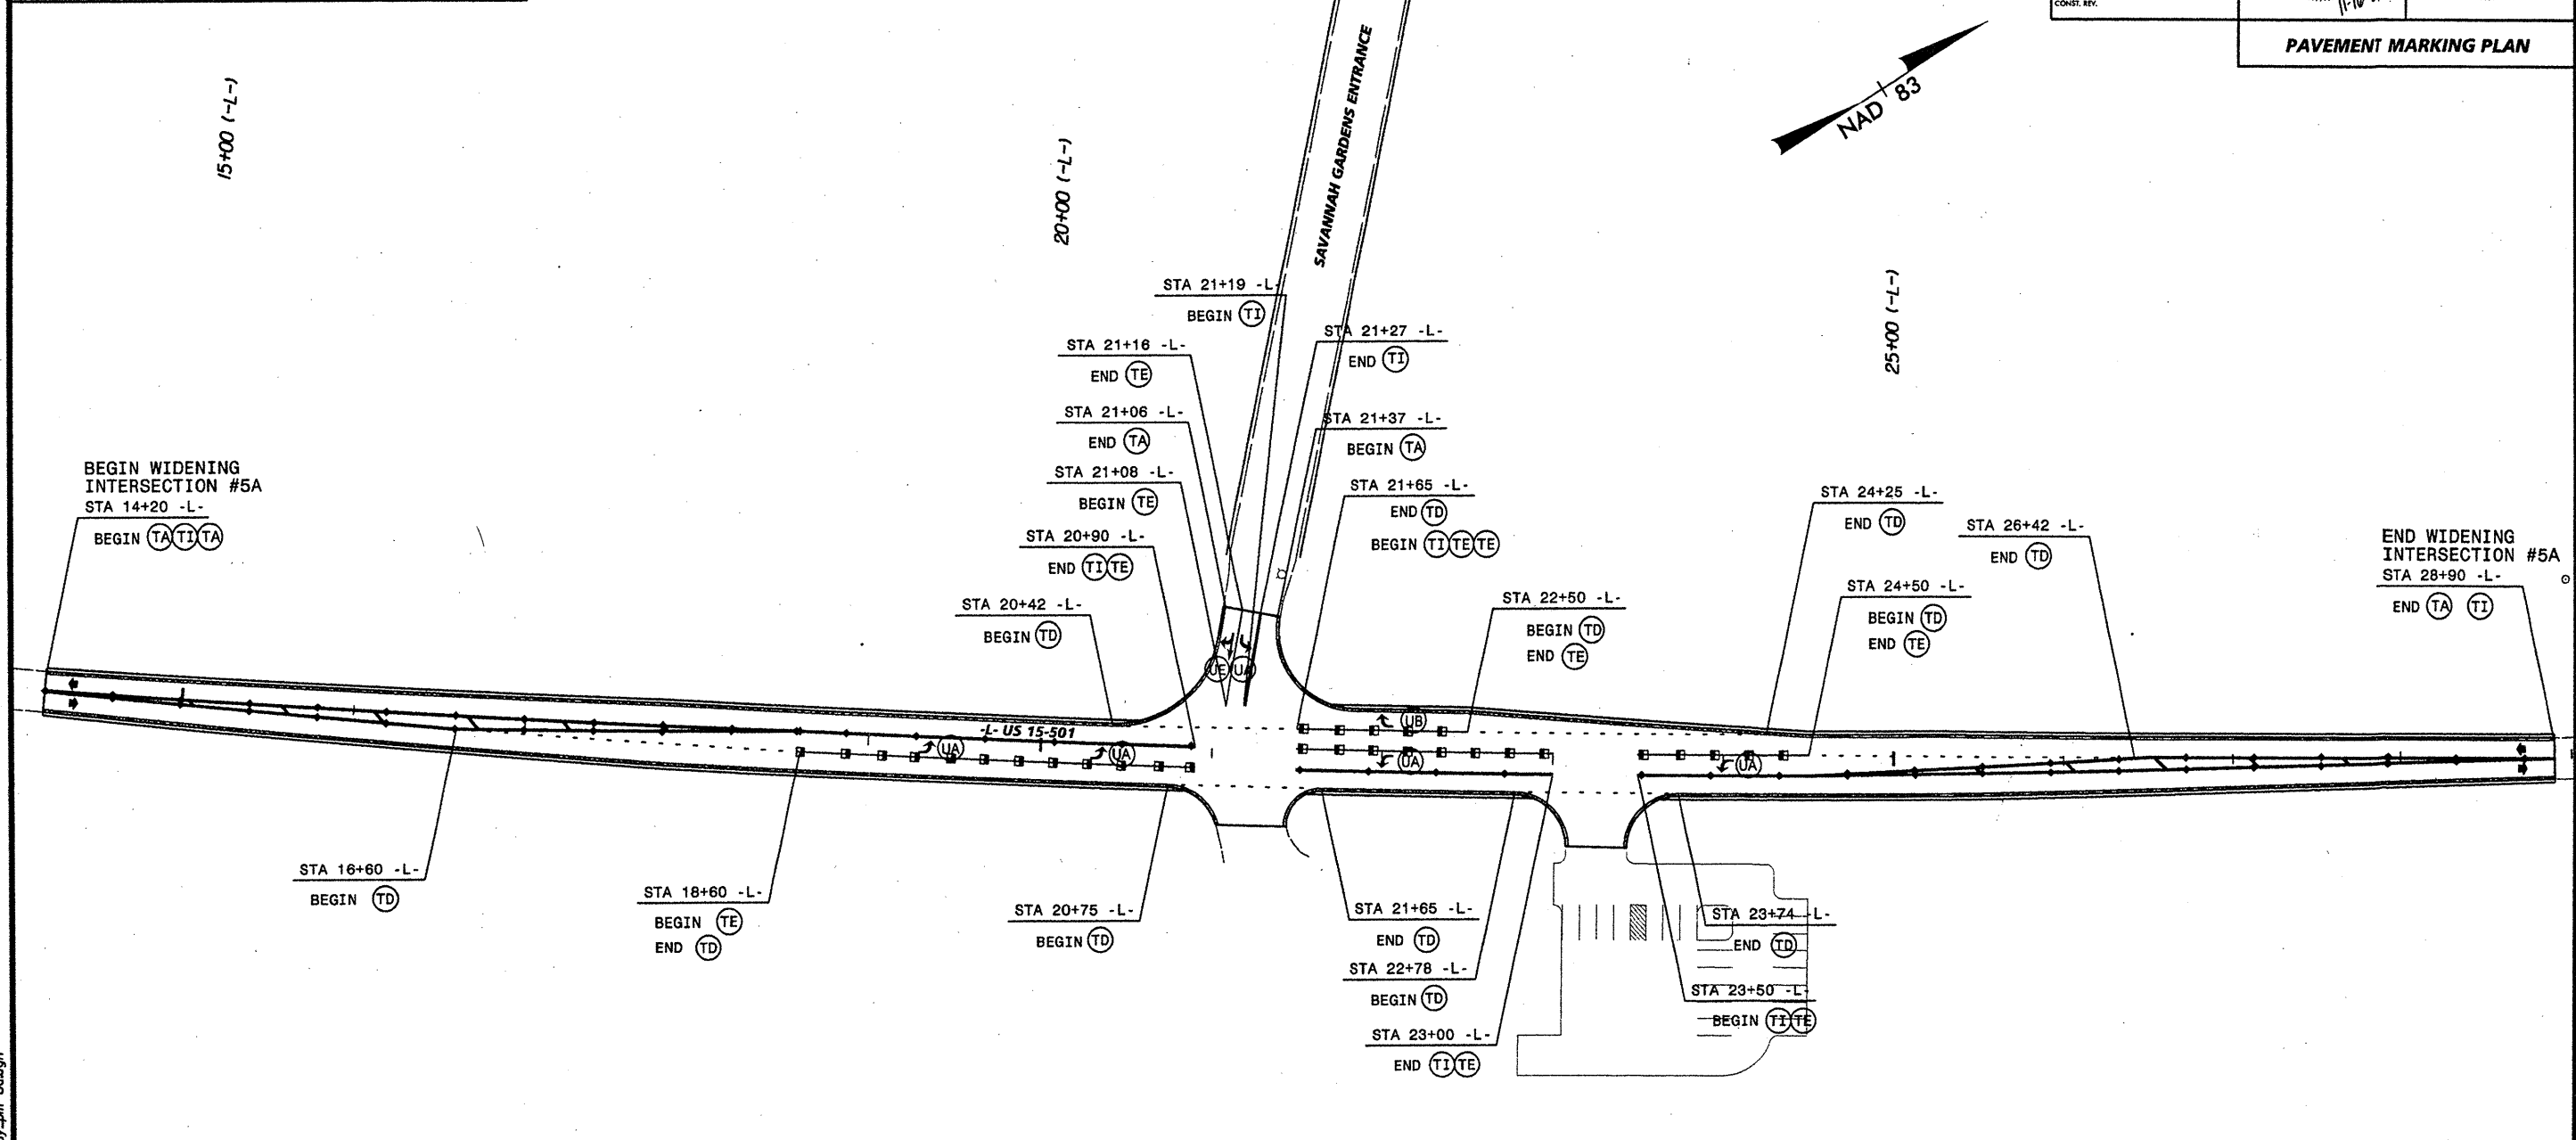 CONST. REV.
PAVEMENT MARKING PLAN
NAD 83
15+00 (-L-)
20+00 (-L-)
25+00 (-L-)
SAVANNAH GARDENS ENTRANCE
STA 21+19 -L-
BEGIN TI
STA 21+27 -L-
END TI
STA 21+16 -L-
END TE
STA 21+06 -L-
END TA
STA 21+37 -L-
BEGIN TA
STA 21+08 -L-
BEGIN TE
STA 21+65 -L-
END TD
BEGIN TI TE TE
STA 20+90 -L-
END TI TE
STA 20+42 -L-
BEGIN TD
BEGIN WIDENING
INTERSECTION #5A
STA 14+20 -L-
BEGIN TA TI TA
STA 22+50 -L-
BEGIN TD
END TE
STA 24+25 -L-
END TD
STA 26+42 -L-
END TD
STA 24+50 -L-
BEGIN TD
END TE
END WIDENING
INTERSECTION #5A
STA 28+90 -L-
END TA TI
UE UA
-L- US 15-501
UA
UA
UB
UA
UA
STA 16+60 -L-
BEGIN TD
STA 18+60 -L-
BEGIN TE
END TD
STA 20+75 -L-
BEGIN TD
STA 21+65 -L-
END TD
STA 22+78 -L-
BEGIN TD
STA 23+00 -L-
END TI TE
STA 23+74 -L-
END TD
STA 23+50 -L-
BEGIN TI TE